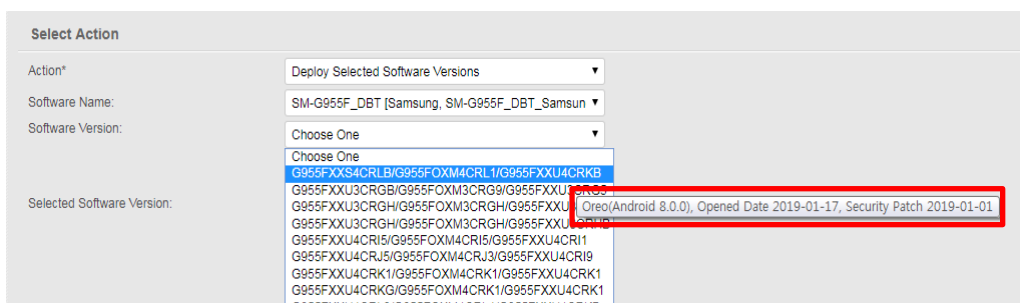 Select Action
Action*
Deploy Selected Software Versions
Software Name:
SM-G955F_DBT [Samsung, SM-G955F_DBT_Samsun
Software Version:
Choose One
Choose One
G955FXXS4CRLB/G955FOXM4CRL1/G955FXXU4CRKB
G955FXXU3CRGB/G955FOXM3CRG9/G955FXXU3CRG5
Selected Software Version:
G955FXXU3CRGH/G955FOXM3CRGH/G955FXXU
Oreo(Android 8.0.0), Opened Date 2019-01-17, Security Patch 2019-01-01
G955FXXU3CRGH/G955FOXM3CRGH/G955FXXU3CRHB
G955FXXU4CRI5/G955FOXM4CRI5/G955FXXU4CRI1
G955FXXU4CRJ5/G955FOXM4CRJ3/G955FXXU4CRI9
G955FXXU4CRK1/G955FOXM4CRK1/G955FXXU4CRK1
G955FXXU4CRKG/G955FOXM4CRK1/G955FXXU4CRK1